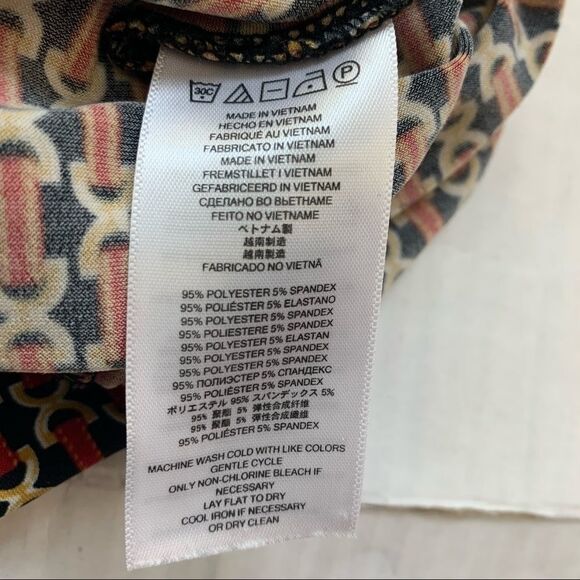 30C P
MADE IN VIETNAM
HECHO EN VIETNAM
FABRIQUÉ AU VIETNAM
FABBRICATO IN VIETNAM
MADE IN VIETNAM
FREMSTILLET I VIETNAM
GEFABRICEERD IN VIETNAM
СДЕЛАНО ВО ВЬЕТНАМЕ
FEITO NO VIETNAME
ベトナム製
越南制造
越南製造
FABRICADO NO VIETNÃ
95% POLYESTER 5% SPANDEX
95% POLIÉSTER 5% ELASTANO
95% POLYESTER 5% SPANDEX
95% POLIESTERE 5% SPANDEX
95% POLYESTER 5% ELASTAN
95% POLYESTER 5% SPANDEX
95% POLYESTER 5% SPANDEX
95% ПОЛИЭСТЕР 5% СПАНДЕКС
95% POLIÉSTER 5% SPANDEX
ポリエステル 95% スパンデックス 5%
95% 聚酯 5% 弹性合成纤维
95% 聚酯 5% 彈性合成纖維
95% POLIÉSTER 5% SPANDEX
MACHINE WASH COLD WITH LIKE COLORS
GENTLE CYCLE
ONLY NON-CHLORINE BLEACH IF
NECESSARY
LAY FLAT TO DRY
COOL IRON IF NECESSARY
OR DRY CLEAN